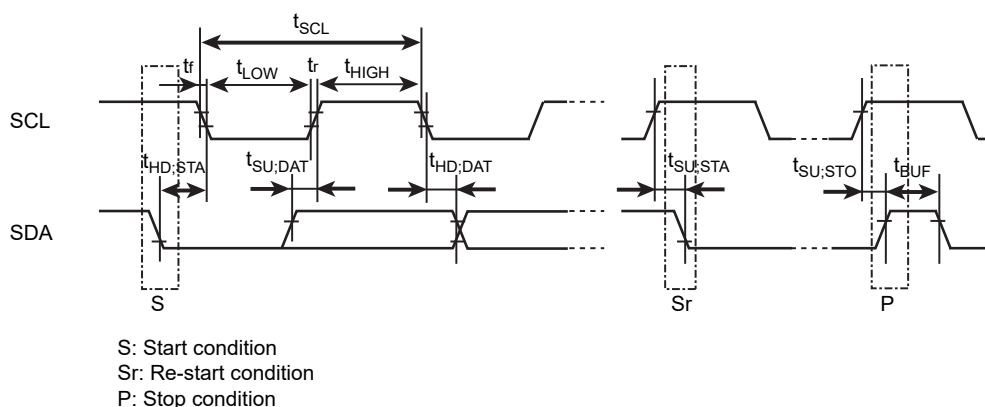 tSCL
tf tLOW tr tHIGH
SCL
tHD;STA tSU;DAT tHD;DAT tSU;STA tSU;STO tBUF
SDA
S Sr P
S: Start condition
Sr: Re-start condition
P: Stop condition